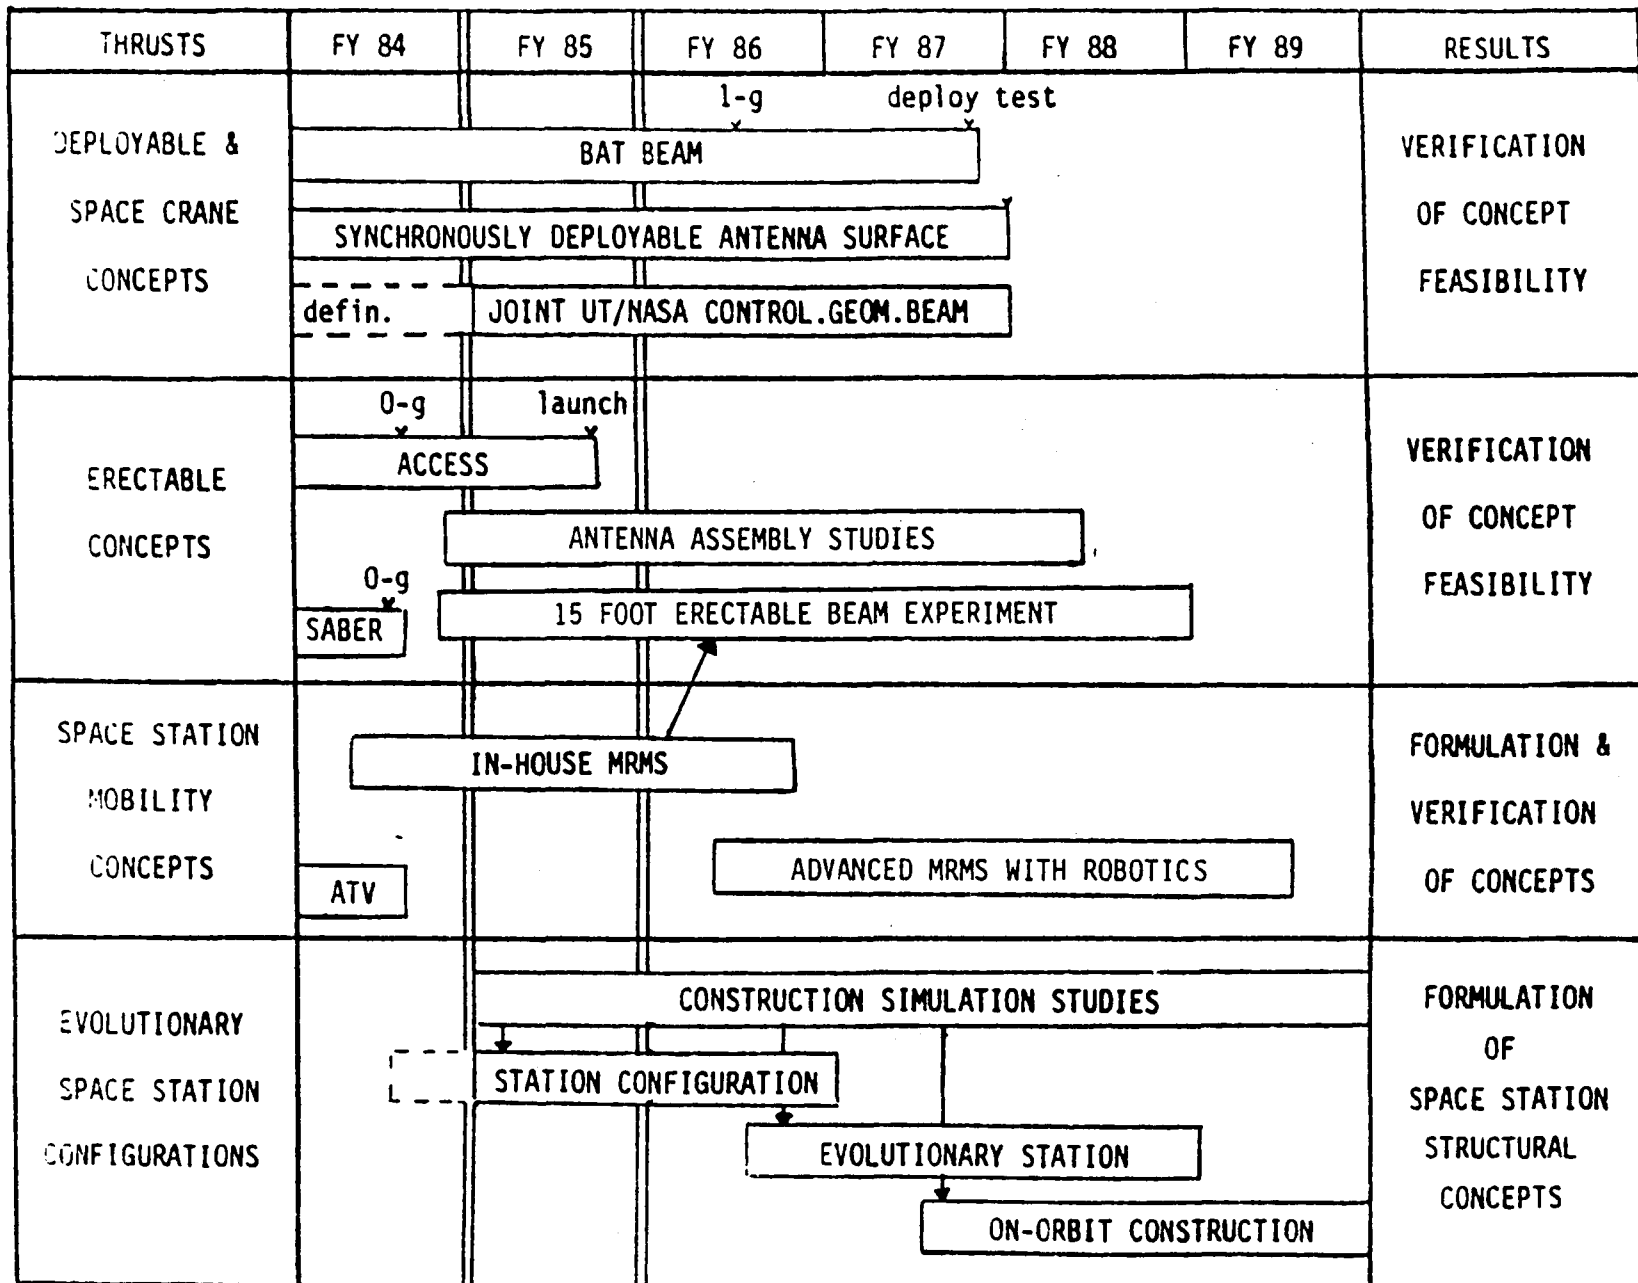 THRUSTS FY 84 FY 85 FY 86 FY 87 FY 88 FY 89 RESULTS
DEPLOYABLE &
SPACE CRANE
CONCEPTS
1-g deploy test
BAT BEAM
SYNCHRONOUSLY DEPLOYABLE ANTENNA SURFACE
defin. JOINT UT/NASA CONTROL.GEOM.BEAM
VERIFICATION
OF CONCEPT
FEASIBILITY
ERECTABLE
CONCEPTS
0-g launch
ACCESS
ANTENNA ASSEMBLY STUDIES
0-g
SABER
15 FOOT ERECTABLE BEAM EXPERIMENT
VERIFICATION
OF CONCEPT
FEASIBILITY
SPACE STATION
MOBILITY
CONCEPTS
IN-HOUSE MRMS
ADVANCED MRMS WITH ROBOTICS
ATV
FORMULATION &
VERIFICATION
OF CONCEPTS
EVOLUTIONARY
SPACE STATION
CONFIGURATIONS
CONSTRUCTION SIMULATION STUDIES
STATION CONFIGURATION
EVOLUTIONARY STATION
ON-ORBIT CONSTRUCTION
FORMULATION
OF
SPACE STATION
STRUCTURAL
CONCEPTS